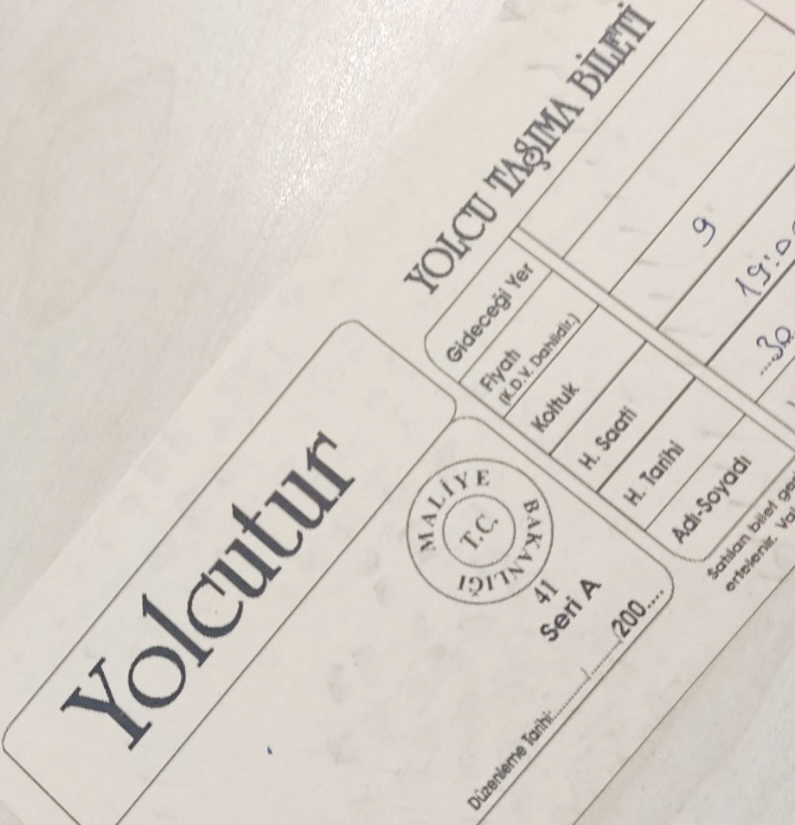 Yolcutur
YOLCU TAŞIMA BİLETİ
MALİYE BAKANLIĞI
T.C.
41
Seri A
Düzenleme Tarihi:......./......./200....
Gideceği Yer
Fiyatı
(K.D.V. Dahildir.)
Koltuk 9
H. Saati 19:0
H. Tarihi ...30
Adı-Soyadı
Satılan bilet
ertelenir.